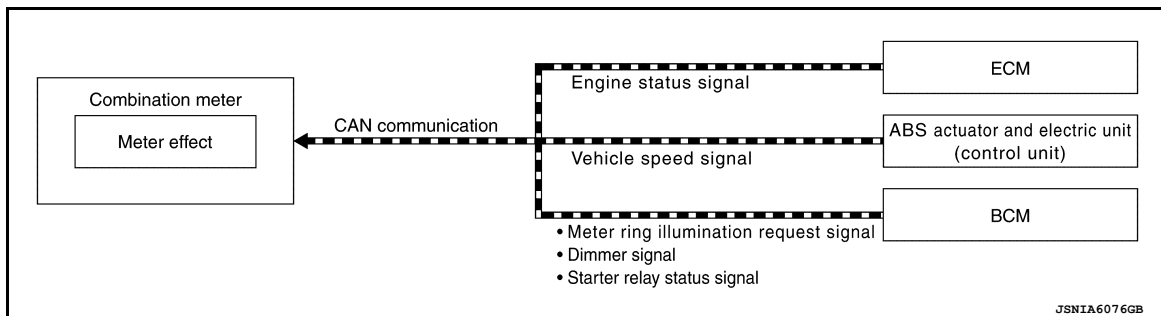 Combination meter
Meter effect
CAN communication
Engine status signal
Vehicle speed signal
• Meter ring illumination request signal
• Dimmer signal
• Starter relay status signal
ECM
ABS actuator and electric unit
(control unit)
BCM
JSNIA6076GB